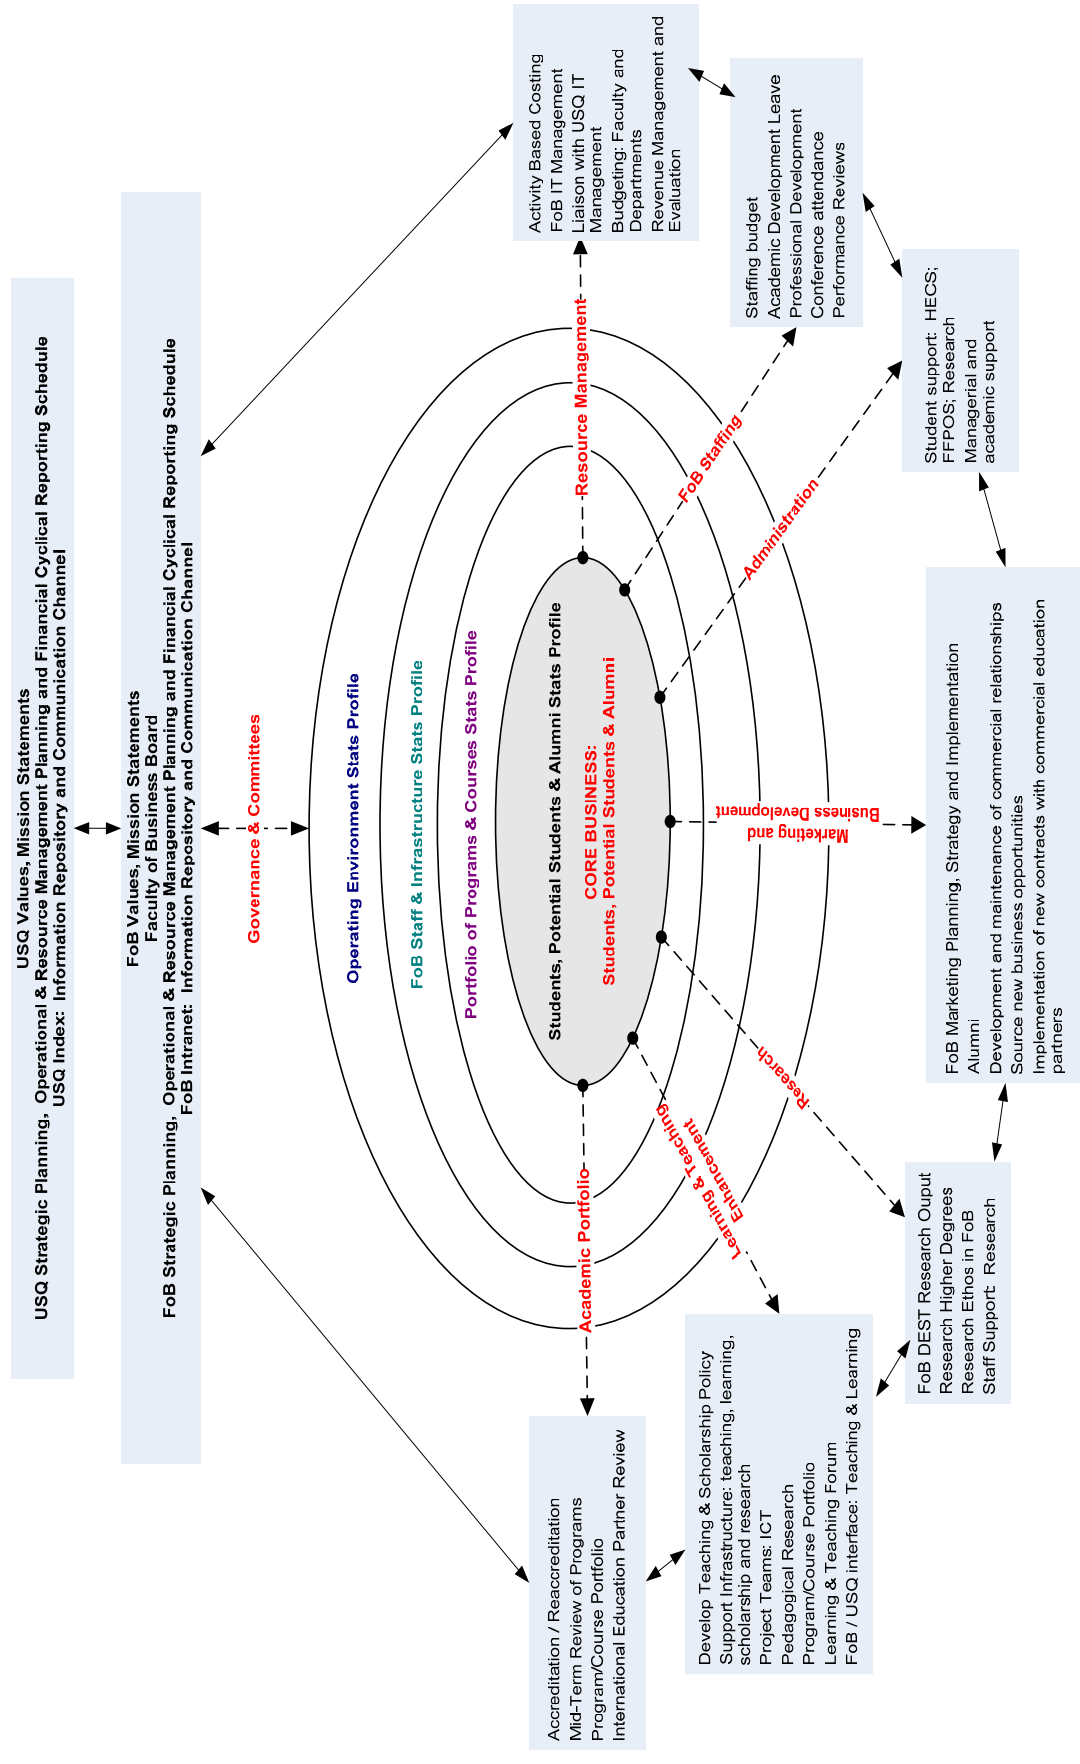 USQ Values, Mission Statements
USQ Strategic Planning, Operational & Resource Management Planning and Financial Cyclical Reporting Schedule
USQ Index: Information Repository and Communication Channel
FoB Values, Mission Statements
Faculty of Business Board
FoB Strategic Planning, Operational & Resource Management Planning and Financial Cyclical Reporting Schedule
FoB Intranet: Information Repository and Communication Channel
Governance & Committees
Operating Environment Stats Profile
FoB Staff & Infrastructure Stats Profile
Portfolio of Programs & Courses Stats Profile
Students, Potential Students & Alumni Stats Profile
CORE BUSINESS:
Students, Potential Students & Alumni
Academic Portfolio
Learning & Teaching
Enhancement
Research
Marketing and
Business Development
Administration
FoB Staffing
Resource Management
Accreditation / Reaccreditation
Mid-Term Review of Programs
Program/Course Portfolio
International Education Partner Review
Develop Teaching & Scholarship Policy
Support Infrastructure: teaching, learning,
scholarship and research
Project Teams: ICT
Pedagogical Research
Program/Course Portfolio
Learning & Teaching Forum
FoB / USQ interface: Teaching & Learning
FoB DEST Research Ouput
Research Higher Degrees
Research Ethos in FoB
Staff Support: Research
FoB Marketing Planning, Strategy and Implementation
Alumni
Development and maintenance of commercial relationships
Source new business opportunities
Implementation of new contracts with commercial education
partners
Student support: HECS;
FFPOS; Research
Managerial and
academic support
Staffing budget
Academic Development Leave
Professional Development
Conference attendance
Performance Reviews
Activity Based Costing
FoB IT Management
Liaison with USQ IT
Management
Budgeting: Faculty and
Departments
Revenue Management and
Evaluation